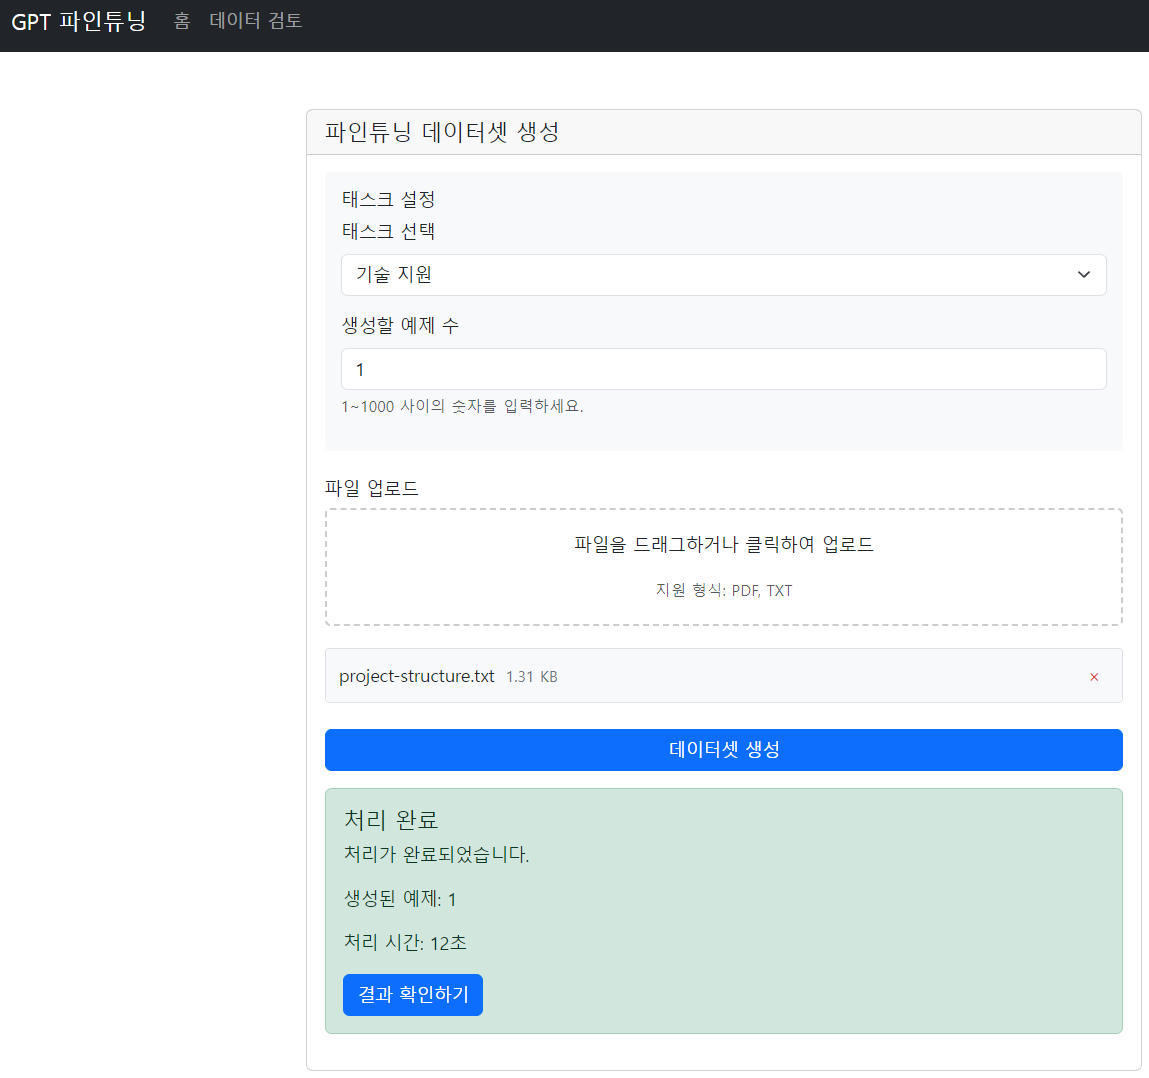 GPT 파인튜닝 홈 데이터 검토
파인튜닝 데이터셋 생성
태스크 설정
태스크 선택
기술 지원
생성할 예제 수
1
1~1000 사이의 숫자를 입력하세요.
파일 업로드
파일을 드래그하거나 클릭하여 업로드
지원 형식: PDF, TXT
project-structure.txt 1.31 KB ×
데이터셋 생성
처리 완료
처리가 완료되었습니다.
생성된 예제: 1
처리 시간: 12초
결과 확인하기